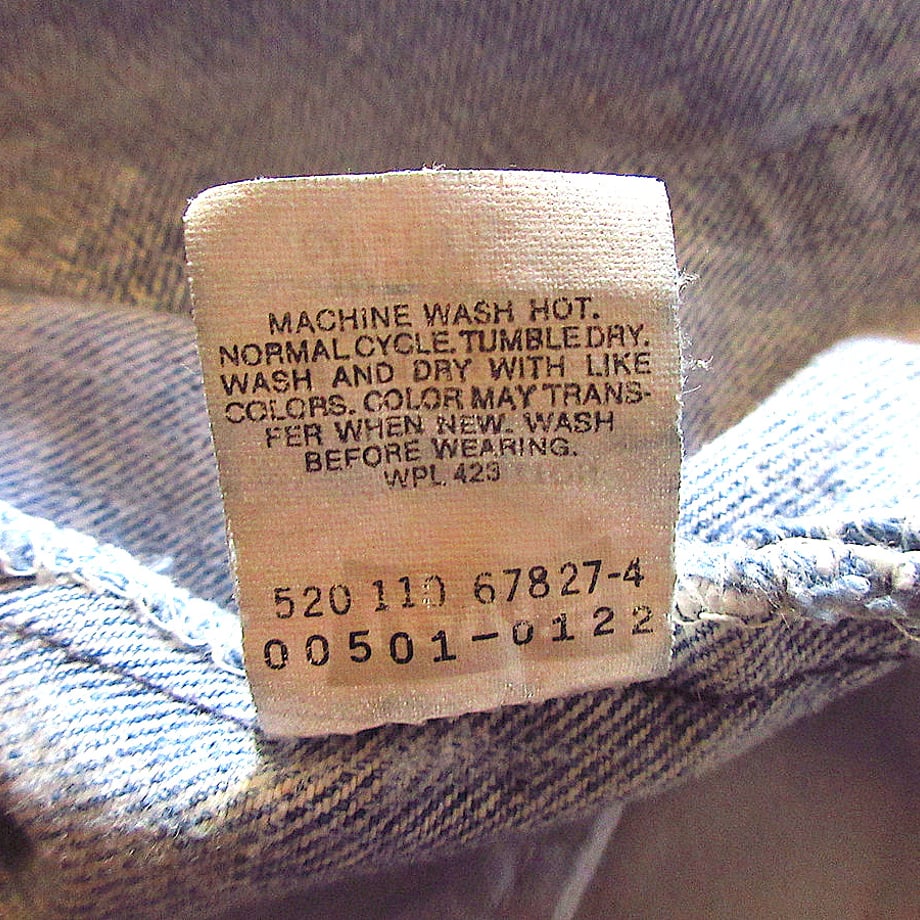 MACHINE WASH HOT.
NORMAL CYCLE. TUMBLE DRY.
WASH AND DRY WITH LIKE
COLORS. COLOR MAY TRANS-
FER WHEN NEW. WASH
BEFORE WEARING.
WPL 423
520 110 67827-4
00501-0122